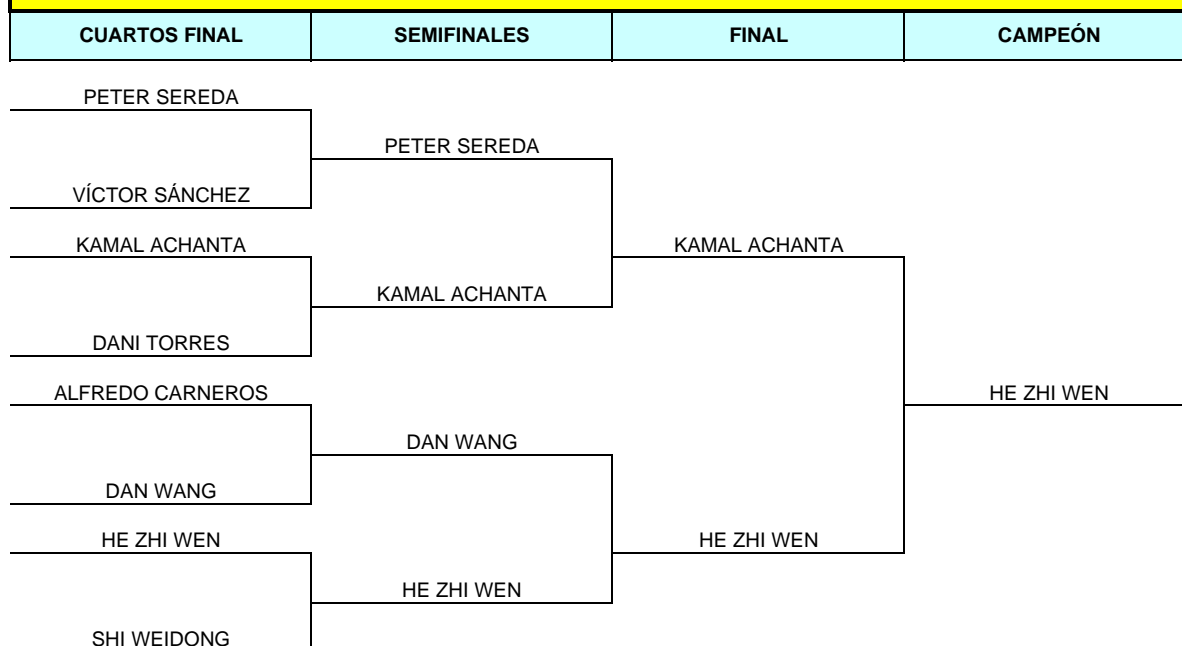 CUARTOS FINAL SEMIFINALES FINAL CAMPEÓN
PETER SEREDA
PETER SEREDA
VÍCTOR SÁNCHEZ
KAMAL ACHANTA KAMAL ACHANTA
KAMAL ACHANTA
DANI TORRES
ALFREDO CARNEROS HE ZHI WEN
DAN WANG
DAN WANG
HE ZHI WEN HE ZHI WEN
HE ZHI WEN
SHI WEIDONG